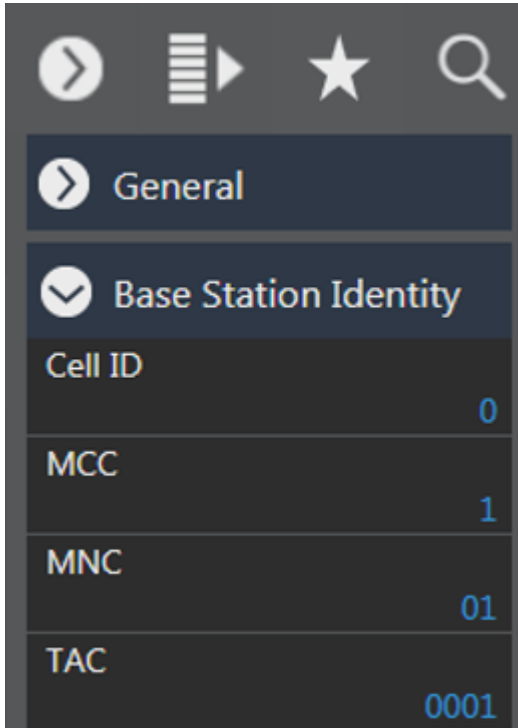 General
Base Station Identity
Cell ID
0
MCC
1
MNC
01
TAC
0001